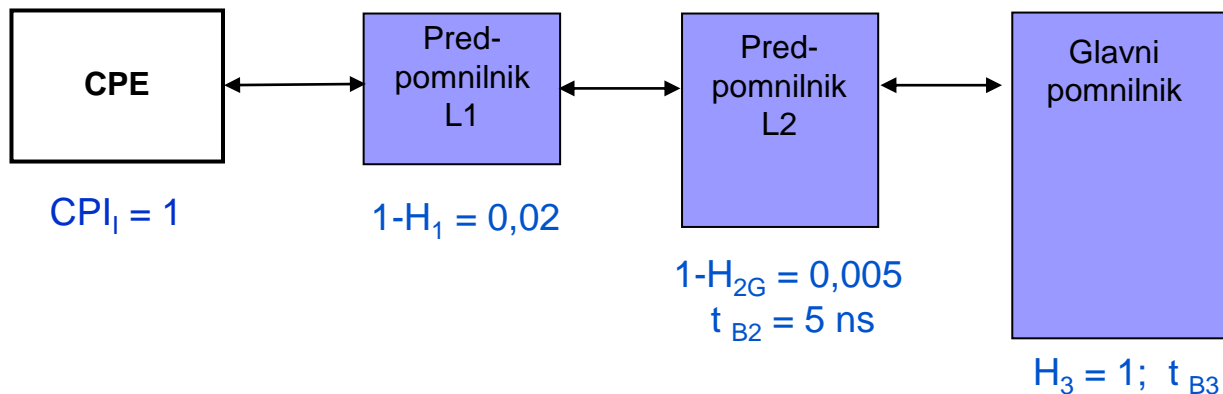 CPE
CPI_I = 1
Pred-
pomnilnik
L1
1-H_1 = 0,02
Pred-
pomnilnik
L2
1-H_2G = 0,005
t_B2 = 5 ns
Glavni
pomnilnik
H_3 = 1; t_B3